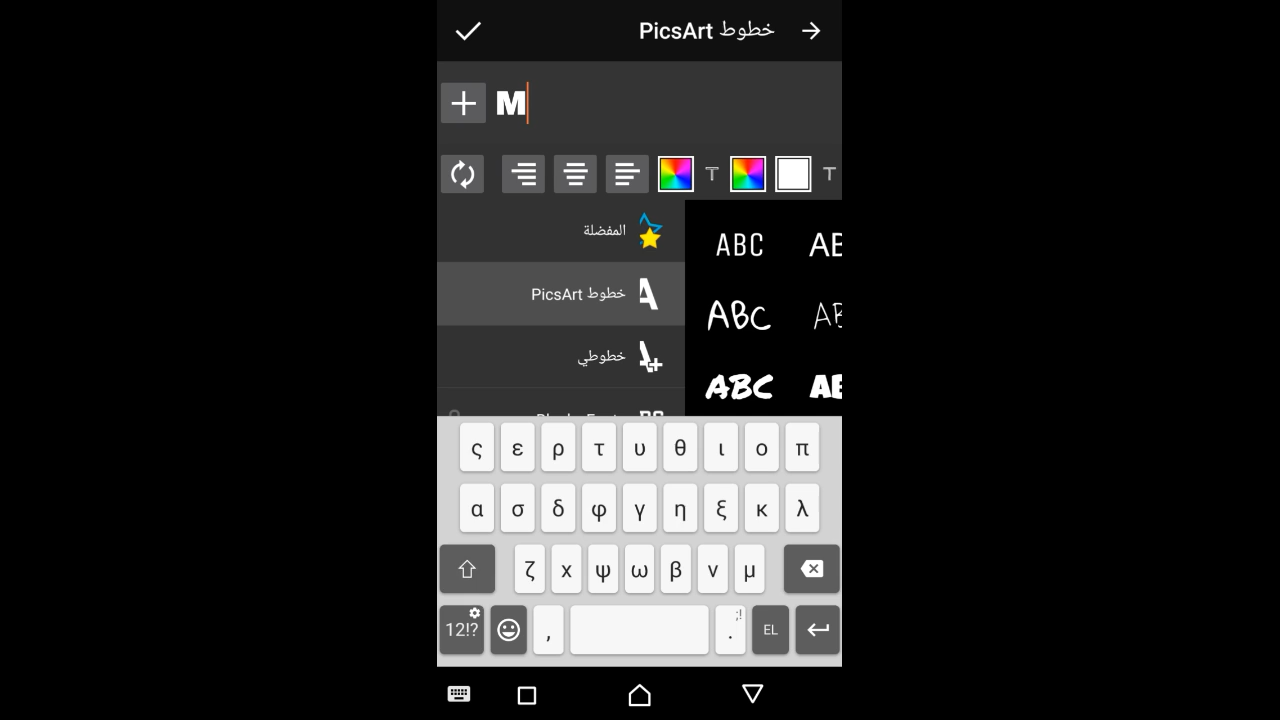 خطوط PicsArt
M
المفضلة
خطوط PicsArt
خطوطي
ABC
ABC
ABC
ς ε ρ τ υ θ ι ο π
α σ δ φ γ η ξ κ λ
ζ χ ψ ω β ν μ
12!? , . ;! EL